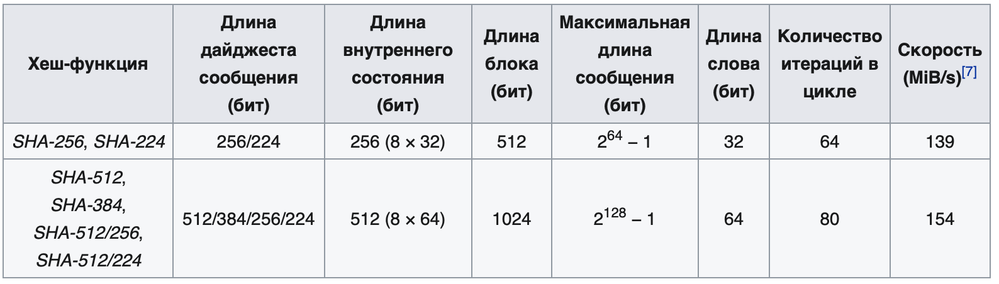 Хеш-функция
Длина
дайджеста
сообщения
(бит)
Длина
внутреннего
состояния
(бит)
Длина
блока
(бит)
Максимальная
длина
сообщения
(бит)
Длина
слова
(бит)
Количество
итераций в
цикле
Скорость
(MiB/s)[7]
SHA-256, SHA-224
256/224
256 (8 × 32)
512
2^64 − 1
32
64
139
SHA-512,
SHA-384,
SHA-512/256,
SHA-512/224
512/384/256/224
512 (8 × 64)
1024
2^128 − 1
64
80
154